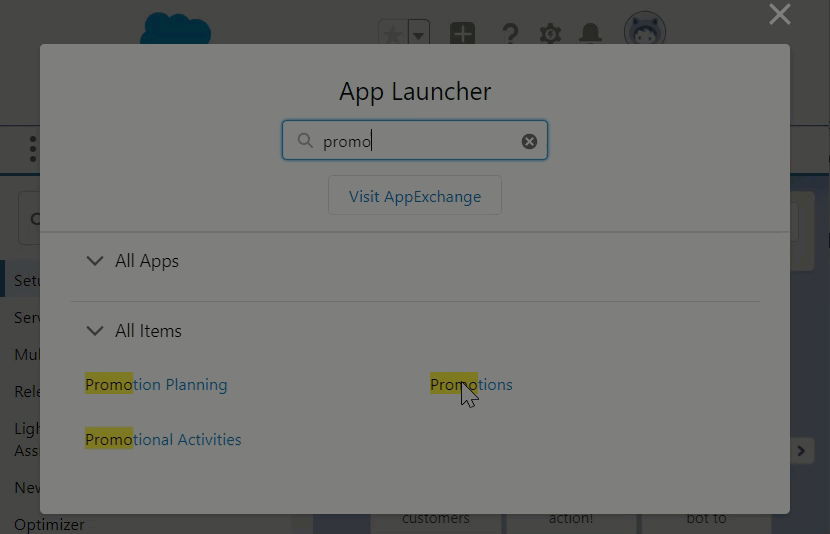 App Launcher
promo
Visit AppExchange
All Apps
All Items
Promotion Planning
Promotions
Promotional Activities
Setu
Serv
Mul
Rele
Ligh
Ass
New
Optimizer
customers
action!
bot to